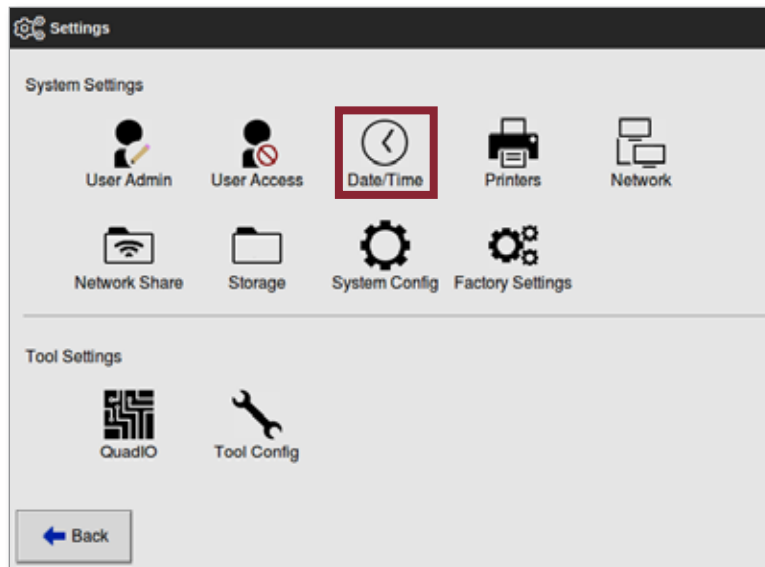 Settings
System Settings
User Admin User Access Date/Time Printers Network
Network Share Storage System Config Factory Settings
Tool Settings
QuadIO Tool Config
Back